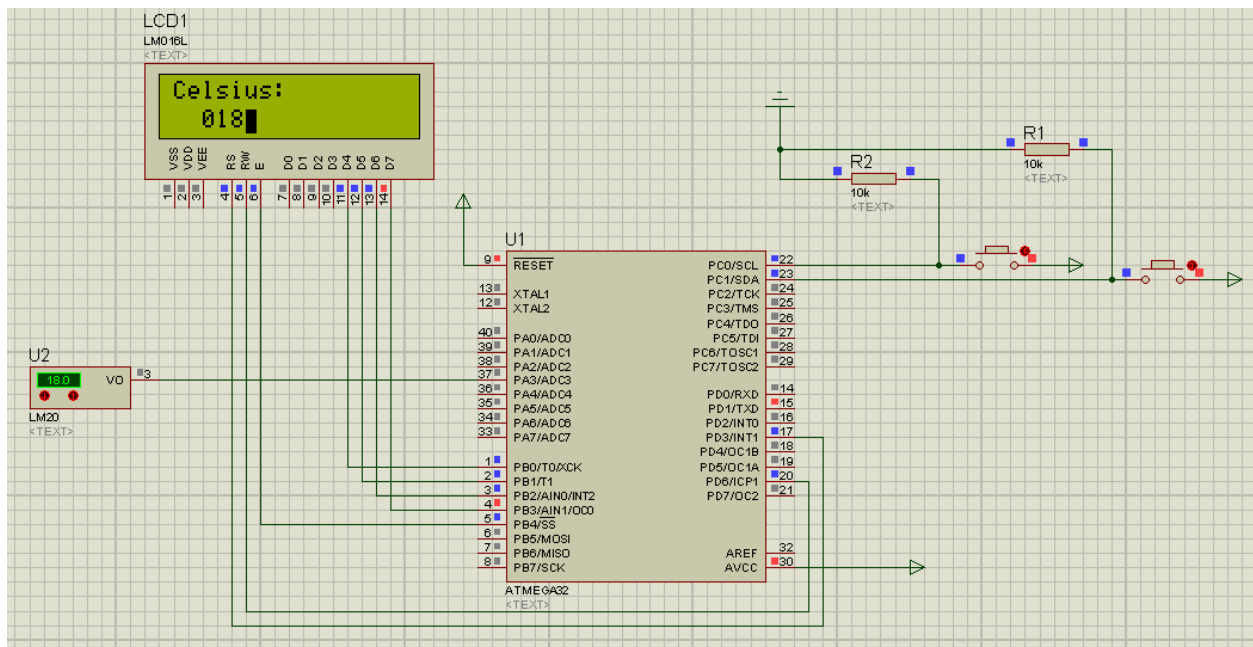 LCD1
LM016L
<TEXT>
Celsius:
018
VSS
VDD
VEE
RS
RW
E
D0
D1
D2
D3
D4
D5
D6
D7
1
2
3
4
5
6
7
8
9
10
11
12
13
14
R1
10k
<TEXT>
R2
10k
<TEXT>
U1
9 RESET
13 XTAL1
12 XTAL2
40 PA0/ADC0
39 PA1/ADC1
38 PA2/ADC2
37 PA3/ADC3
36 PA4/ADC4
35 PA5/ADC5
34 PA6/ADC6
33 PA7/ADC7
1 PB0/T0/XCK
2 PB1/T1
3 PB2/AIN0/INT2
4 PB3/AIN1/OC0
5 PB4/SS
6 PB5/MOSI
7 PB6/MISO
8 PB7/SCK
PC0/SCL 22
PC1/SDA 23
PC2/TCK 24
PC3/TMS 25
PC4/TDO 26
PC5/TDI 27
PC6/TOSC1 28
PC7/TOSC2 29
PD0/RXD 14
PD1/TXD 15
PD2/INT0 16
PD3/INT1 17
PD4/OC1B 18
PD5/OC1A 19
PD6/ICP1 20
PD7/OC2 21
AREF 32
AVCC 30
ATMEGA32
<TEXT>
U2
18.0
VO 3
LM20
<TEXT>